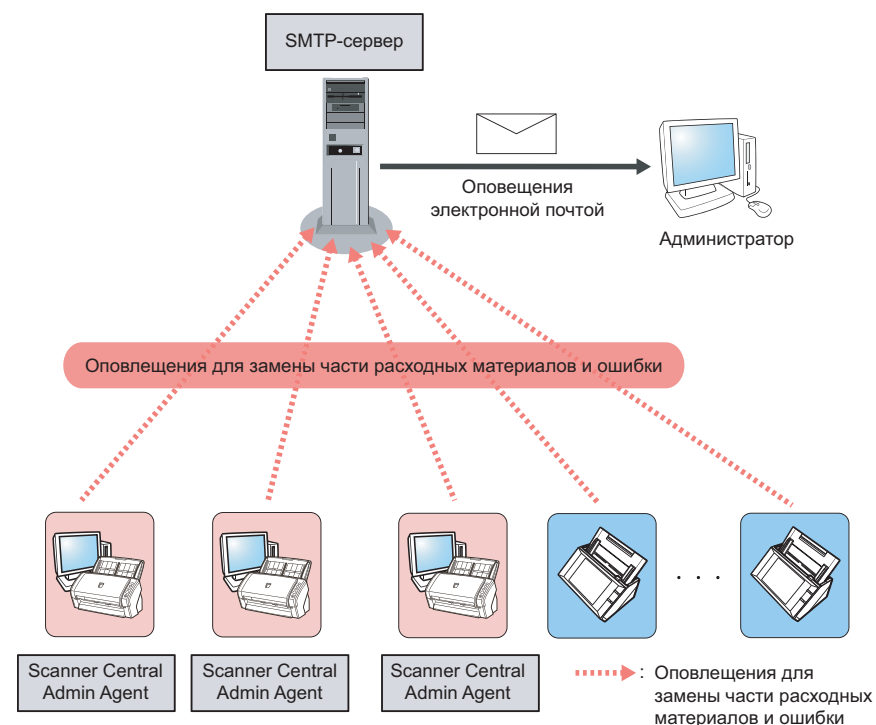 SMTP-сервер
Оповещения
электронной почтой
Администратор
Оповлещения для замены части расходных материалов и ошибки
. . .
Scanner Central
Admin Agent
Scanner Central
Admin Agent
Scanner Central
Admin Agent
: Оповлещения для
замены части расходных
материалов и ошибки